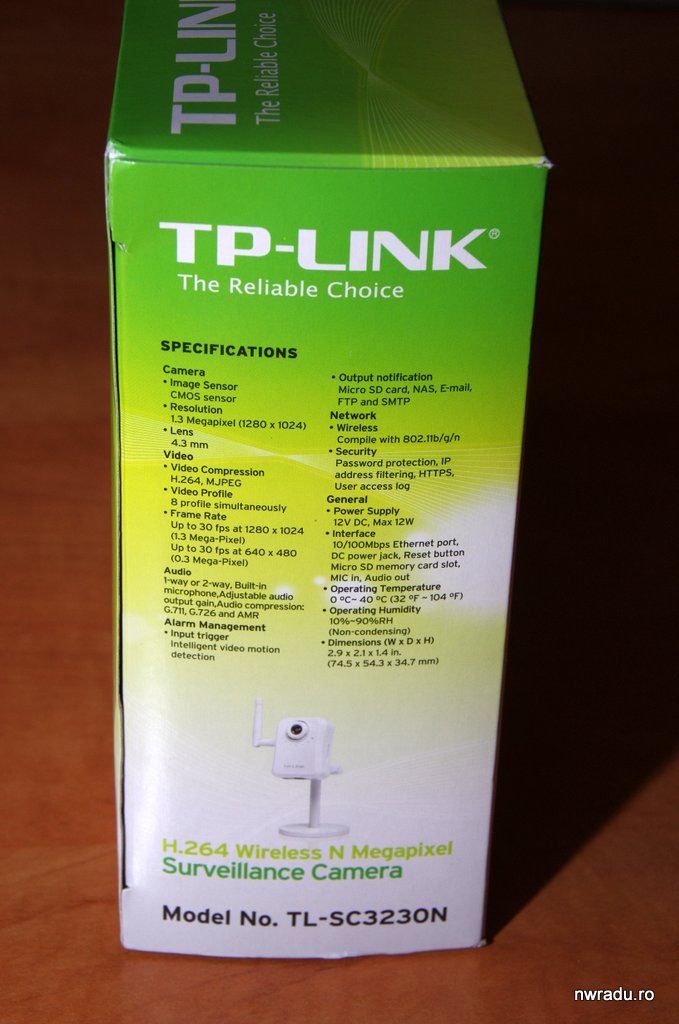 TP-LIN
The Reliable Choice
TP-LINK®
The Reliable Choice
SPECIFICATIONS
Camera
• Image Sensor
CMOS sensor
• Resolution
1.3 Megapixel (1280 x 1024)
• Lens
4.3 mm
Video
• Video Compression
H.264, MJPEG
• Video Profile
8 profile simultaneously
• Frame Rate
Up to 30 fps at 1280 x 1024
(1.3 Mega-Pixel)
Up to 30 fps at 640 x 480
(0.3 Mega-Pixel)
Audio
1-way or 2-way, Built-in
microphone,Adjustable audio
output gain,Audio compression:
G.711, G.726 and AMR
Alarm Management
• Input trigger
Intelligent video motion
detection
• Output notification
Micro SD card, NAS, E-mail,
FTP and SMTP
Network
• Wireless
Compile with 802.11b/g/n
• Security
Password protection, IP
address filtering, HTTPS,
User access log
General
• Power Supply
12V DC, Max 12W
• Interface
10/100Mbps Ethernet port,
DC power jack, Reset button
Micro SD memory card slot,
MIC in, Audio out
• Operating Temperature
0 ºC~ 40 ºC (32 ºF ~ 104 ºF)
• Operating Humidity
10%~90%RH
(Non-condensing)
• Dimensions (W x D x H)
2.9 x 2.1 x 1.4 in.
(74.5 x 54.3 x 34.7 mm)
H.264 Wireless N Megapixel
Surveillance Camera
Model No. TL-SC3230N
nwradu.ro